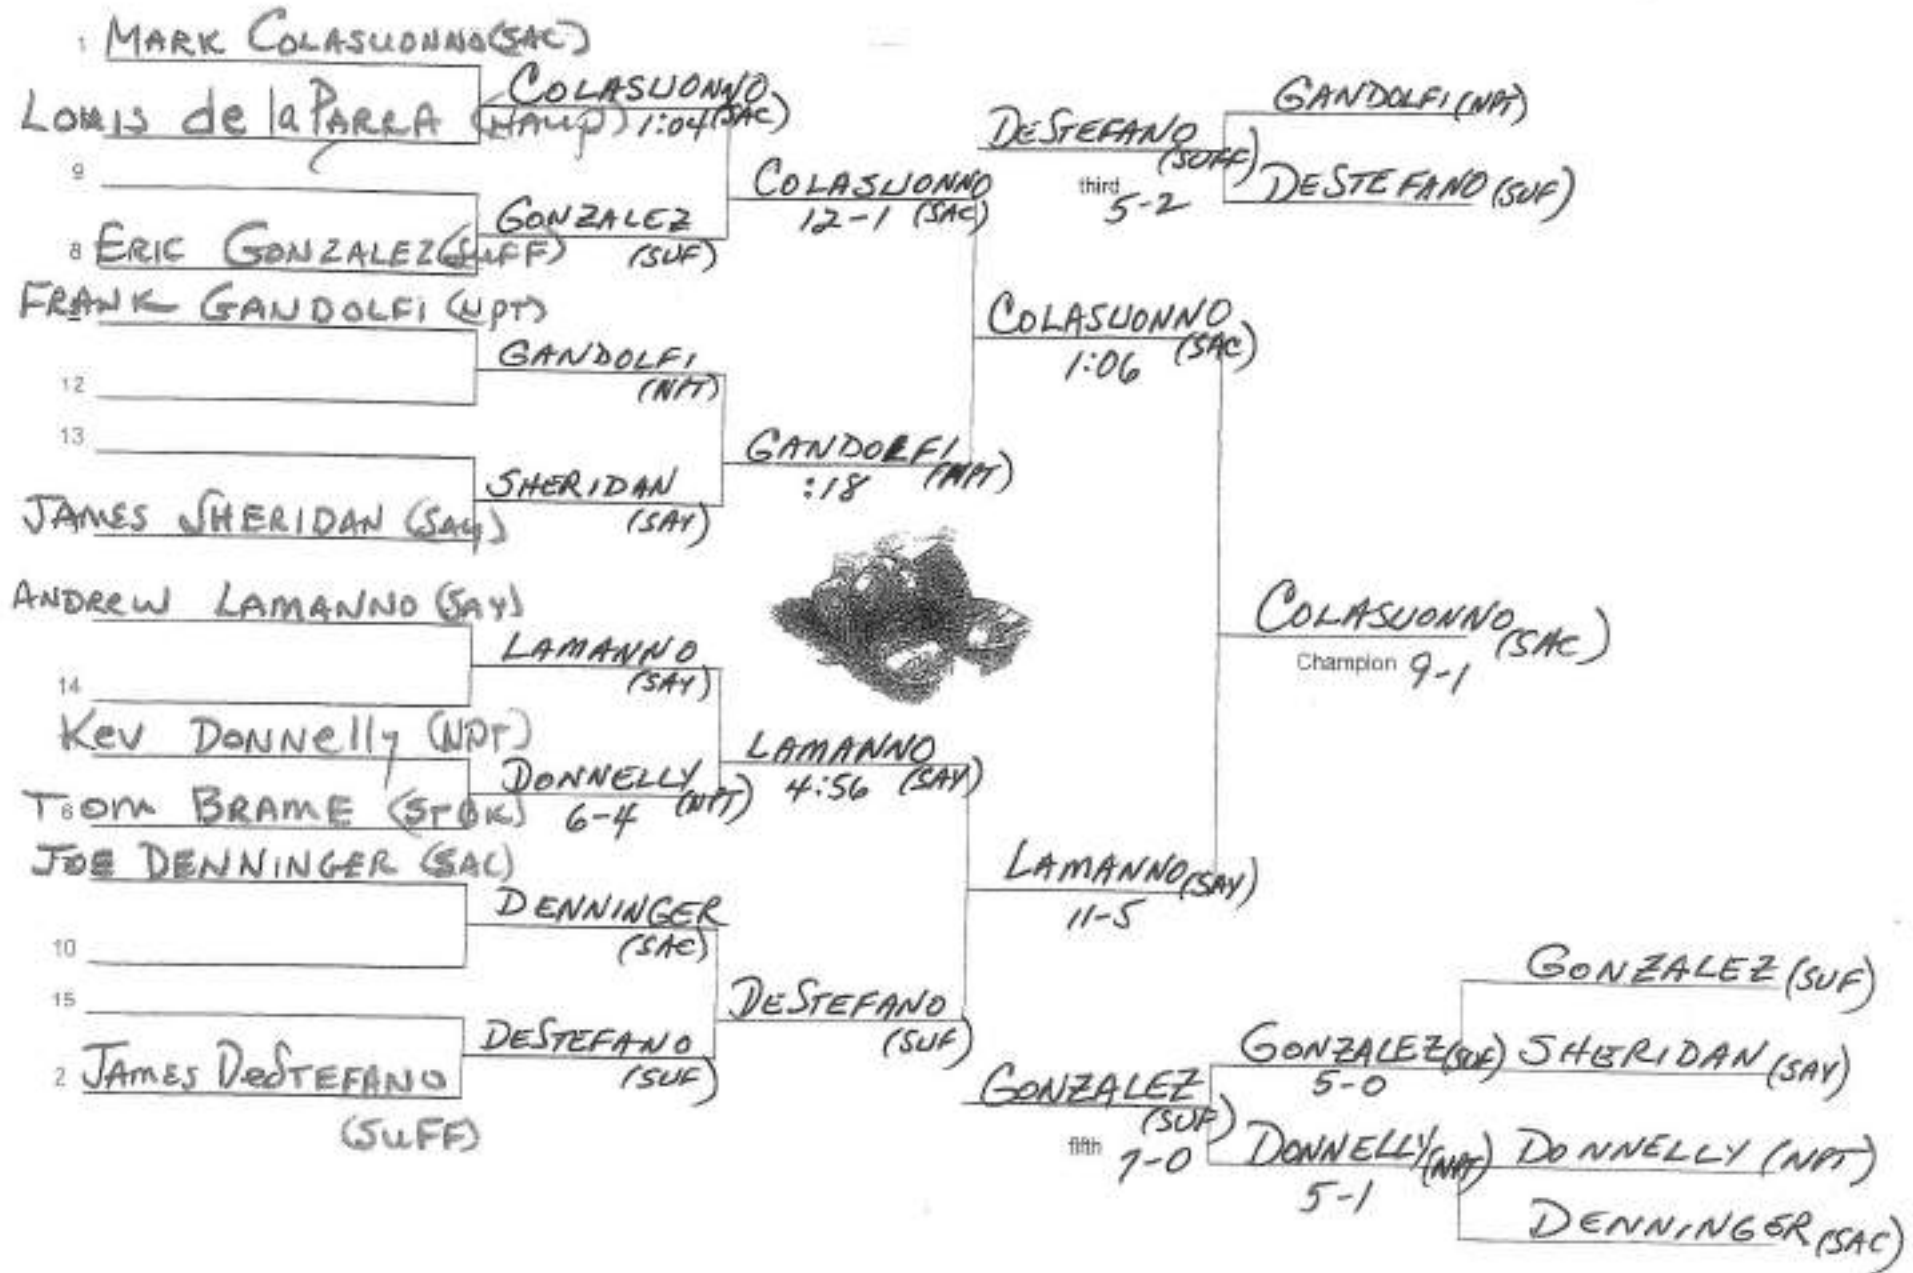 1 MARK COLASUONNO (SAC)
LOUIS de la PARRA (HAUP)
9
8 ERIC GONZALEZ (SUFF)
FRANK GANDOLFI (NPT)
12
13
JAMES SHERIDAN (SAY)
ANDREW LAMANNO (SAY)
14
Kev DONNElly (NPT)
6 TOM BRAME (STOK)
JOE DENNINGER (SAC)
10
15
2 JAMES DESTEFANO
(SUFF)
COLASUONNO
1:04 (SAC)
GONZALEZ
(SUF)
GANDOLFI
(NPT)
SHERIDAN
(SAY)
LAMANNO
(SAY)
DONNELLY
6-4 (NPT)
DENNINGER
(SAC)
DESTEFANO
(SUF)
COLASUONNO
12-1 (SAC)
GANDOLFI
:18 (NPT)
LAMANNO
4:56 (SAY)
DESTEFANO
(SUF)
COLASUONNO
1:06 (SAC)
LAMANNO (SAY)
11-5
COLASUONNO (SAC)
Champion 9-1
DESTEFANO
(SUFF)
third 5-2
GANDOLFI (NPT)
DESTEFANO (SUF)
GONZALEZ
(SUF)
fifth 7-0
GONZALEZ (SUF)
5-0
DONNELLY (NPT)
5-1
GONZALEZ (SUF)
SHERIDAN (SAY)
DONNELLY (NPT)
DENNINGER (SAC)